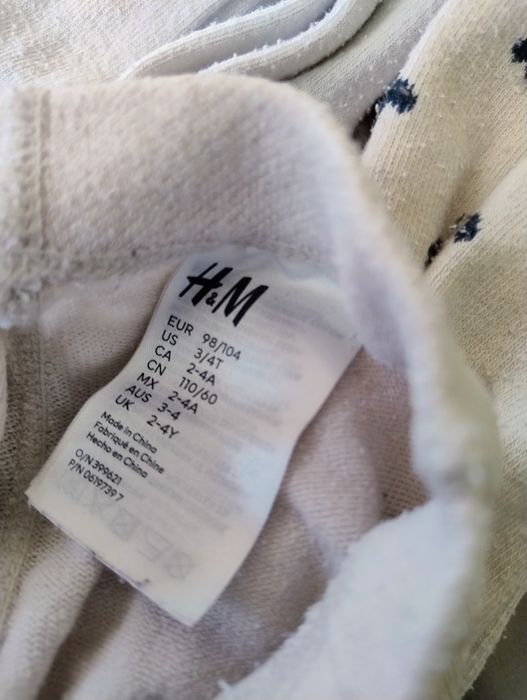 H&M
EUR 98/104
US 3/4T
CA 2-4A
CN 110/60
MX 2-4A
AUS 3-4
UK 2-4Y
Made in China
Fabriqué en Chine
Hecho en China
O/N 399621
P/N 0619739 7